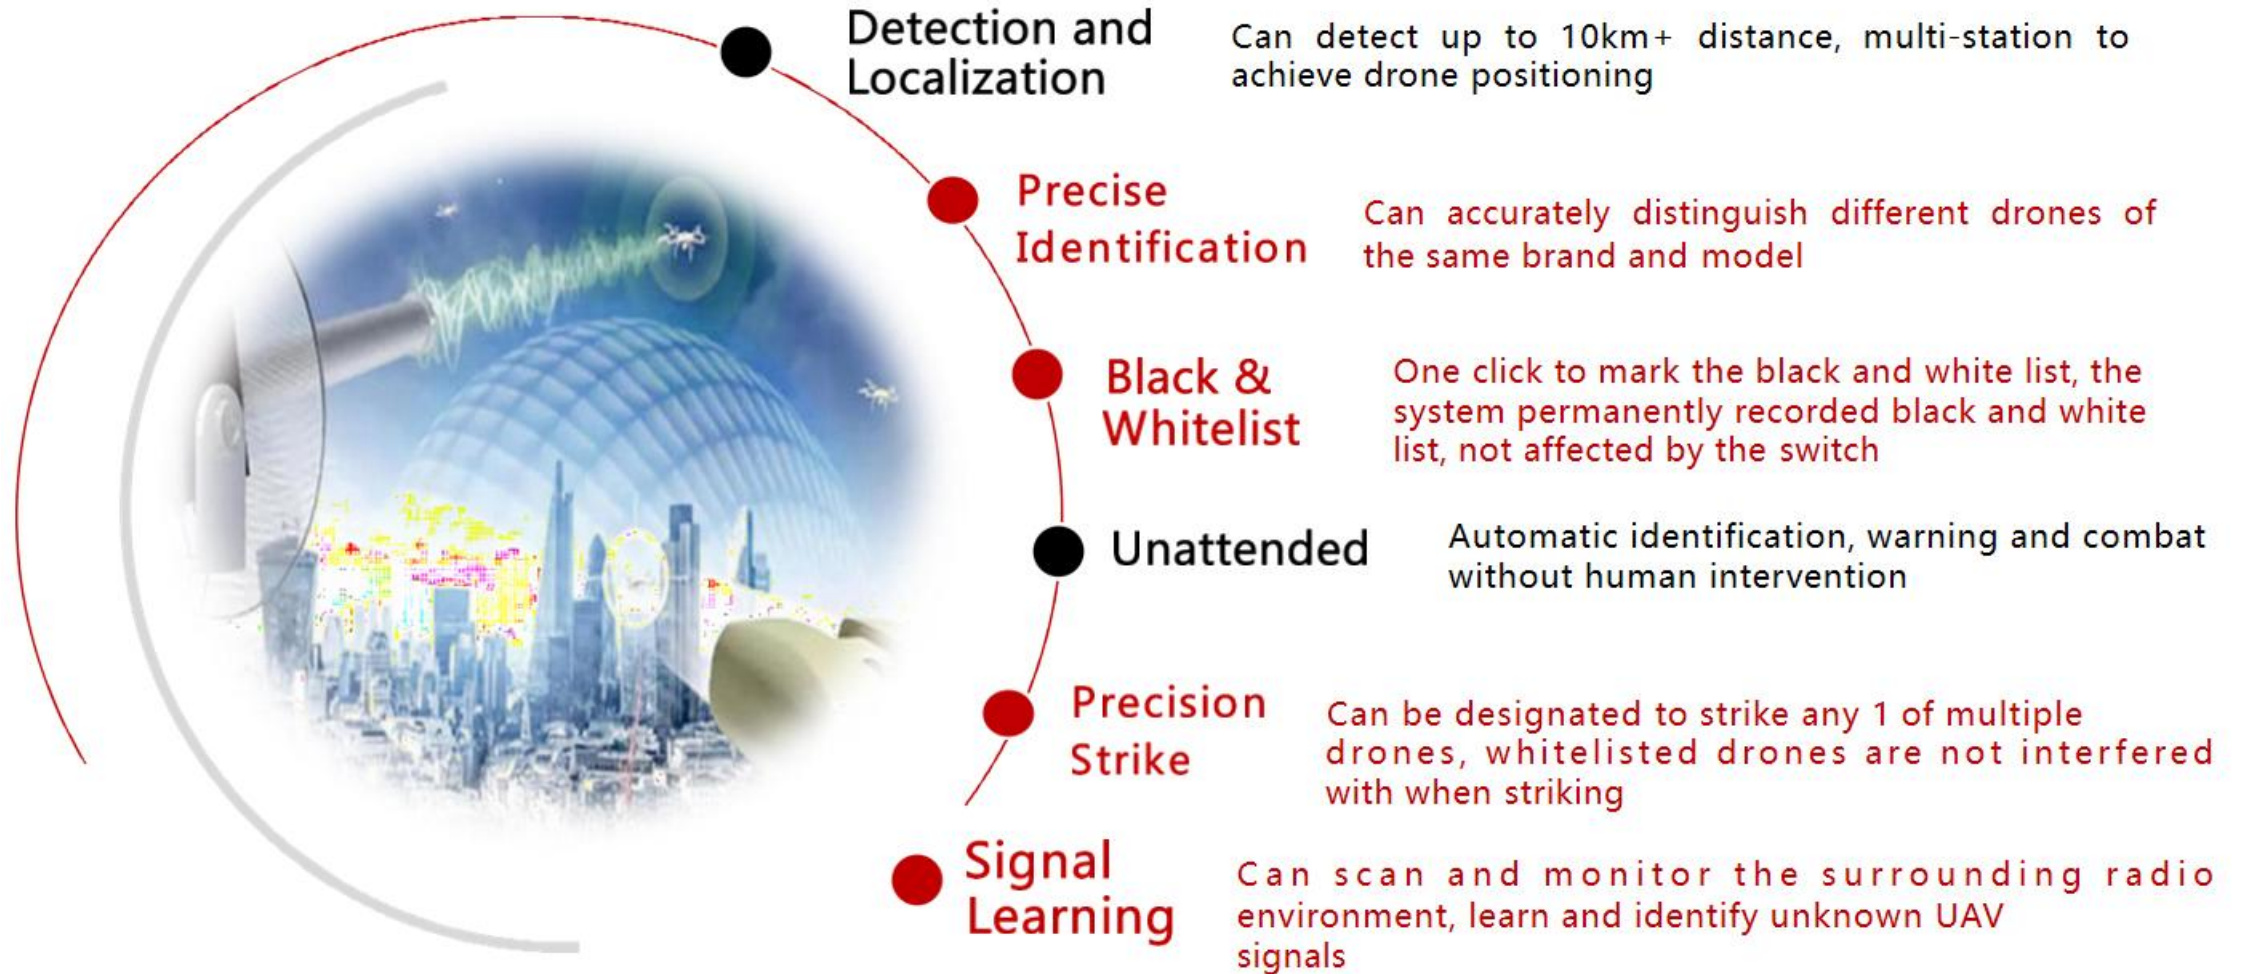 Detection and
Localization
Can detect up to 10km+ distance, multi-station to
achieve drone positioning
Precise
Identification
Can accurately distinguish different drones of
the same brand and model
Black &
Whitelist
One click to mark the black and white list, the
system permanently recorded black and white
list, not affected by the switch
Unattended
Automatic identification, warning and combat
without human intervention
Precision
Strike
Can be designated to strike any 1 of multiple
drones, whitelisted drones are not interfered
with when striking
Signal
Learning
Can scan and monitor the surrounding radio
environment, learn and identify unknown UAV
signals